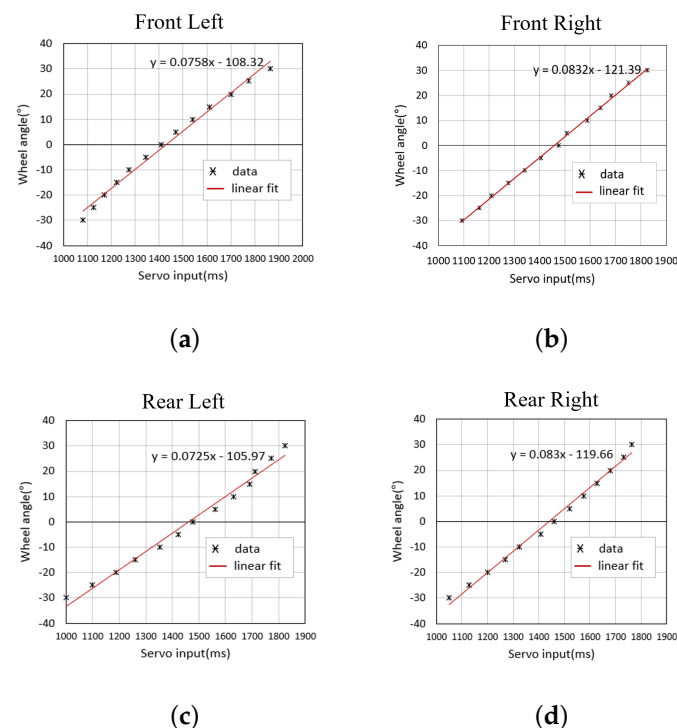 Front Left
y = 0.0758x - 108.32
40
30
20
10
0
-10
-20
-30
-40
Wheel angle(°)
data
linear fit
1000 1100 1200 1300 1400 1500 1600 1700 1800 1900 2000
Servo input(ms)
(a)
Front Right
y = 0.0832x - 121.39
40
30
20
10
0
-10
-20
-30
-40
Wheel angle(°)
data
linear fit
1000 1100 1200 1300 1400 1500 1600 1700 1800 1900
Servo input(ms)
(b)
Rear Left
y = 0.0725x - 105.97
40
30
20
10
0
-10
-20
-30
-40
Wheel angle(°)
data
linear fit
1000 1100 1200 1300 1400 1500 1600 1700 1800 1900
Servo input(ms)
(c)
Rear Right
y = 0.083x - 119.66
40
30
20
10
0
-10
-20
-30
-40
Wheel angle(°)
data
linear fit
1000 1100 1200 1300 1400 1500 1600 1700 1800 1900
Servo input(ms)
(d)